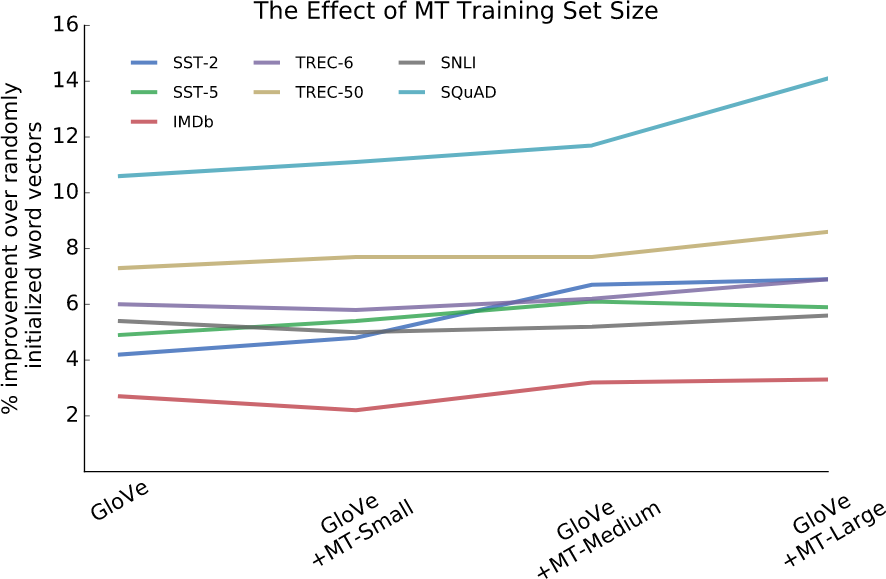 The Effect of MT Training Set Size
% improvement over randomly
initialized word vectors
16
14
12
10
8
6
4
2
SST-2
SST-5
IMDb
TREC-6
TREC-50
SNLI
SQuAD
GloVe
GloVe
+MT-Small
GloVe
+MT-Medium
GloVe
+MT-Large